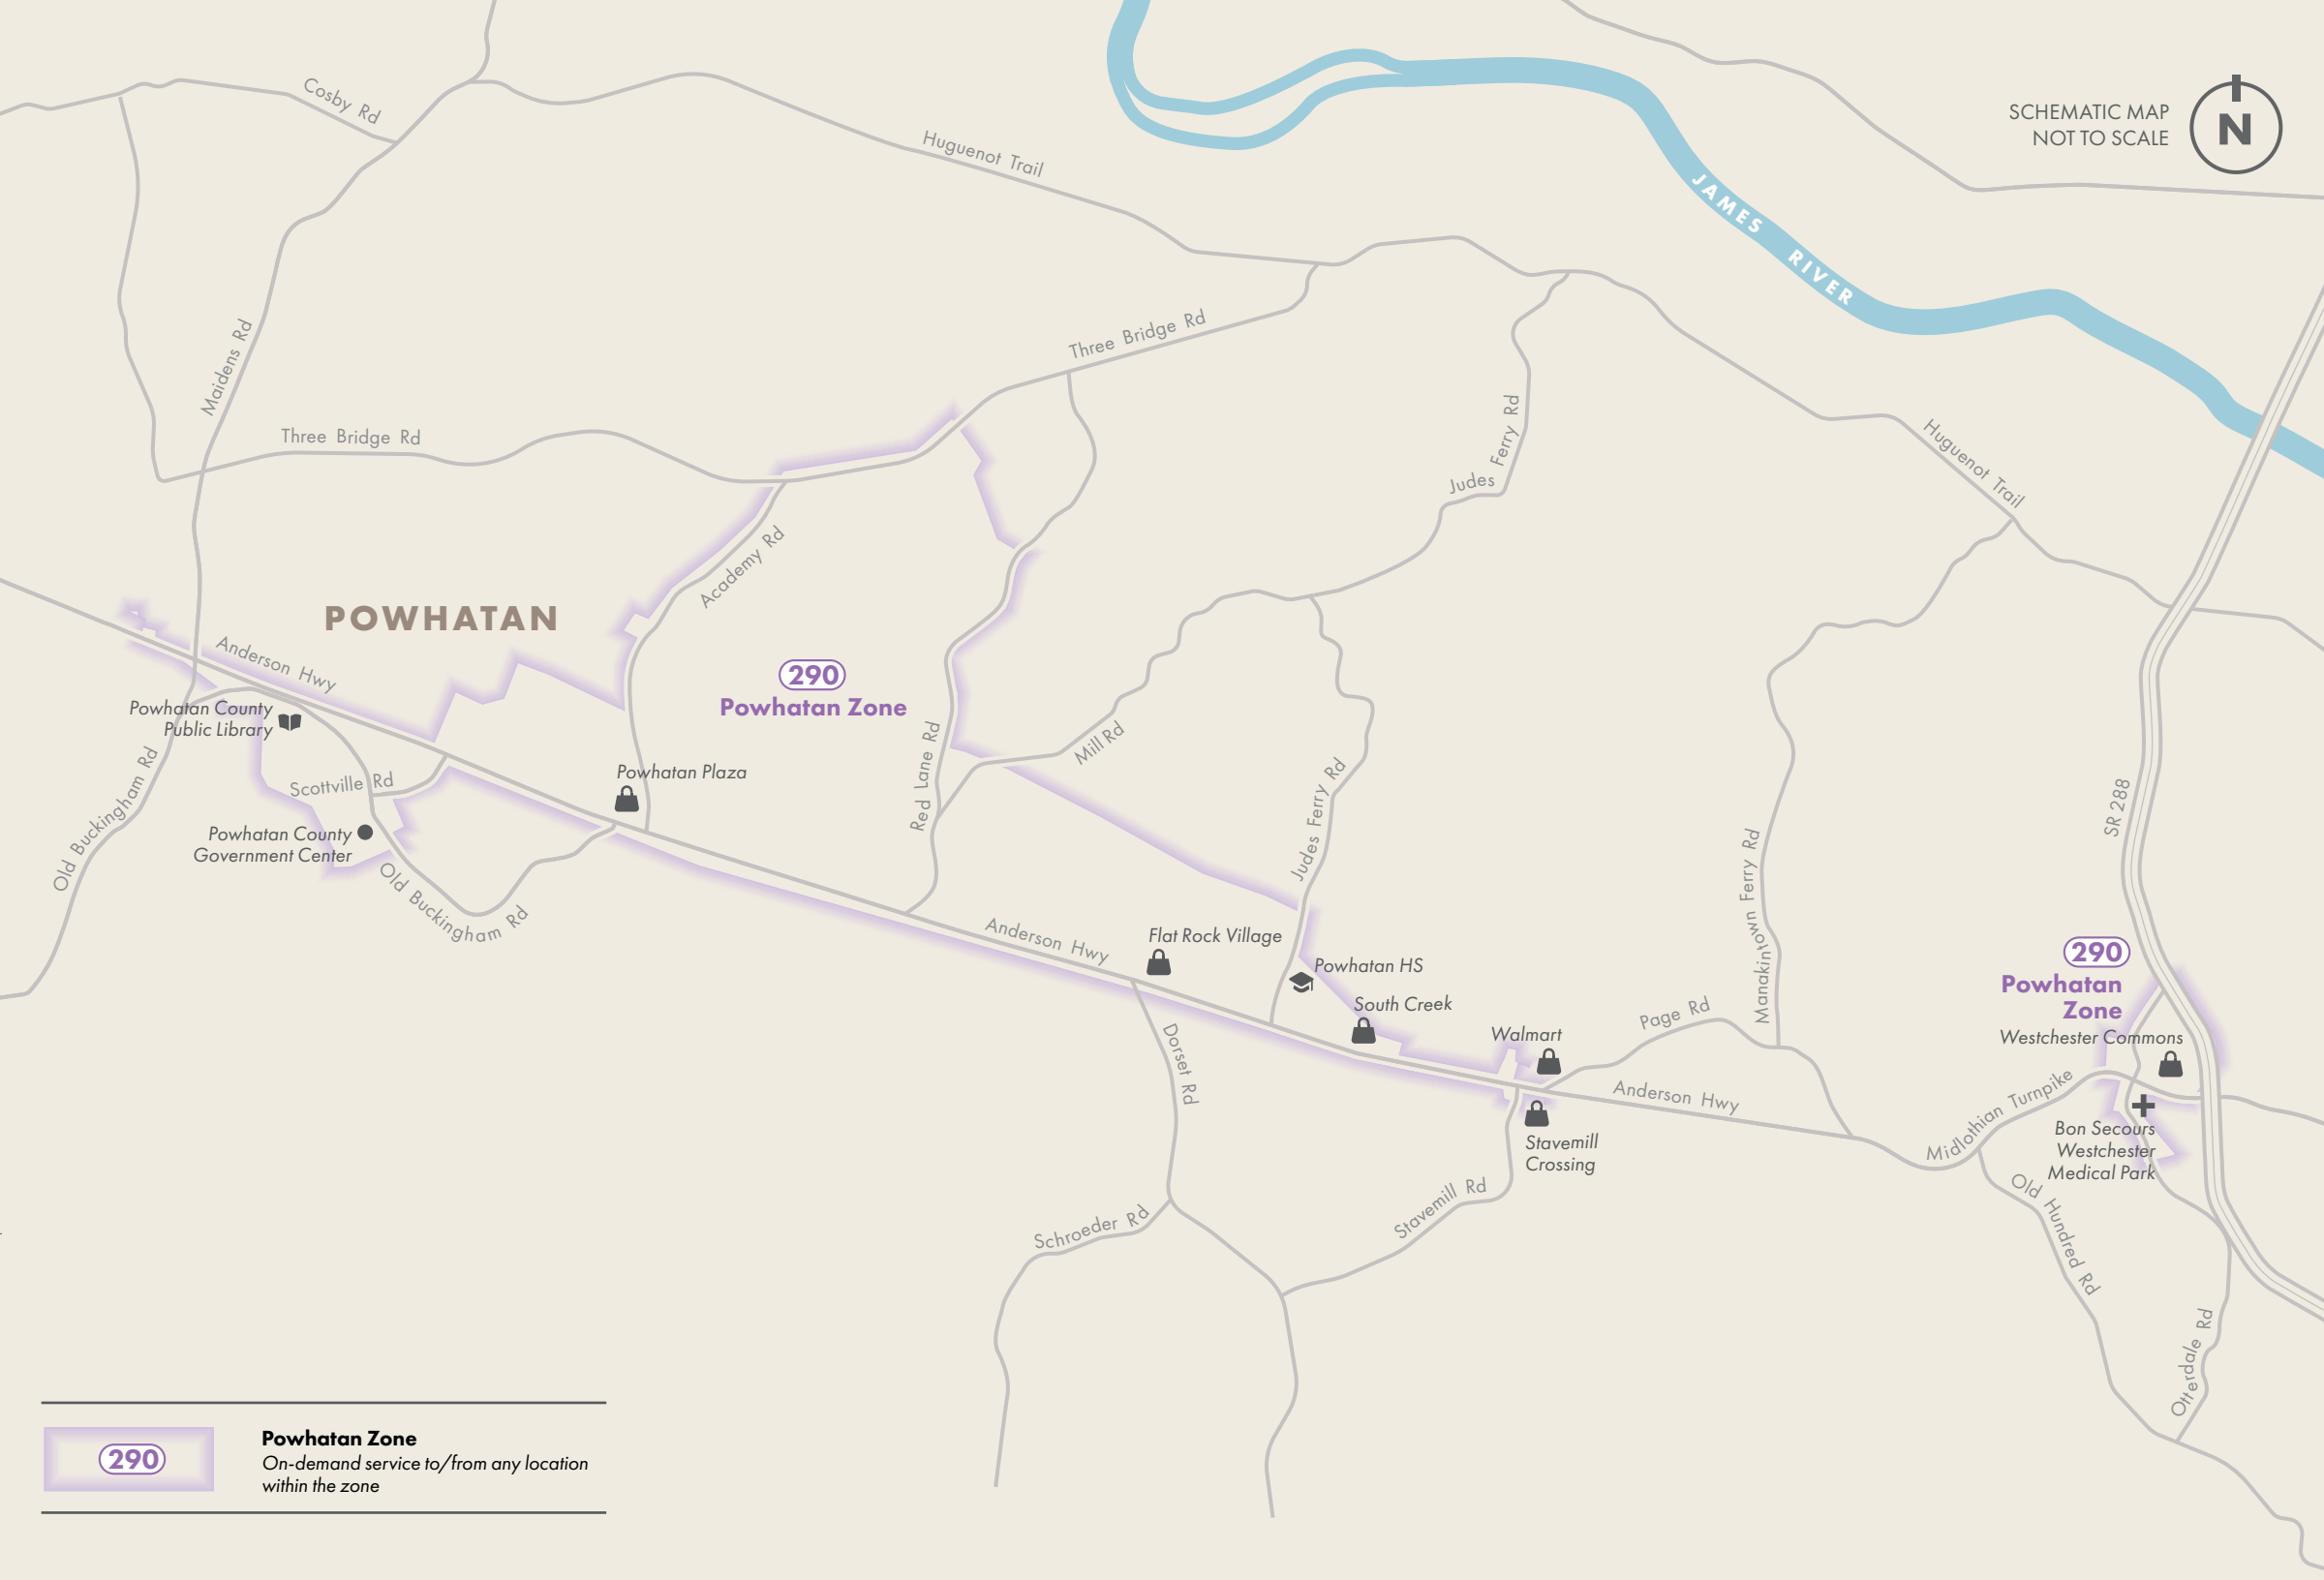 Cosby Rd
Huguenot Trail
SCHEMATIC MAP
NOT TO SCALE
N
JAMES RIVER
Maidens Rd
Three Bridge Rd
Three Bridge Rd
Judes Ferry Rd
Huguenot Trail
Academy Rd
POWHATAN
Anderson Hwy
290
Powhatan Zone
Powhatan County
Public Library
Old Buckingham Rd
Scottville Rd
Powhatan Plaza
Red Lane Rd
Mill Rd
Judes Ferry Rd
Manakintown Ferry Rd
SR 288
Powhatan County
Government Center
Old Buckingham Rd
Anderson Hwy
Flat Rock Village
Powhatan HS
South Creek
Walmart
Page Rd
290
Powhatan
Zone
Westchester Commons
Dorset Rd
Anderson Hwy
Midlothian Turnpike
Stavemill
Crossing
Bon Secours
Westchester
Medical Park
Schroeder Rd
Stavemill Rd
Old Hundred Rd
Otterdale Rd
290
Powhatan Zone
On-demand service to/from any location
within the zone